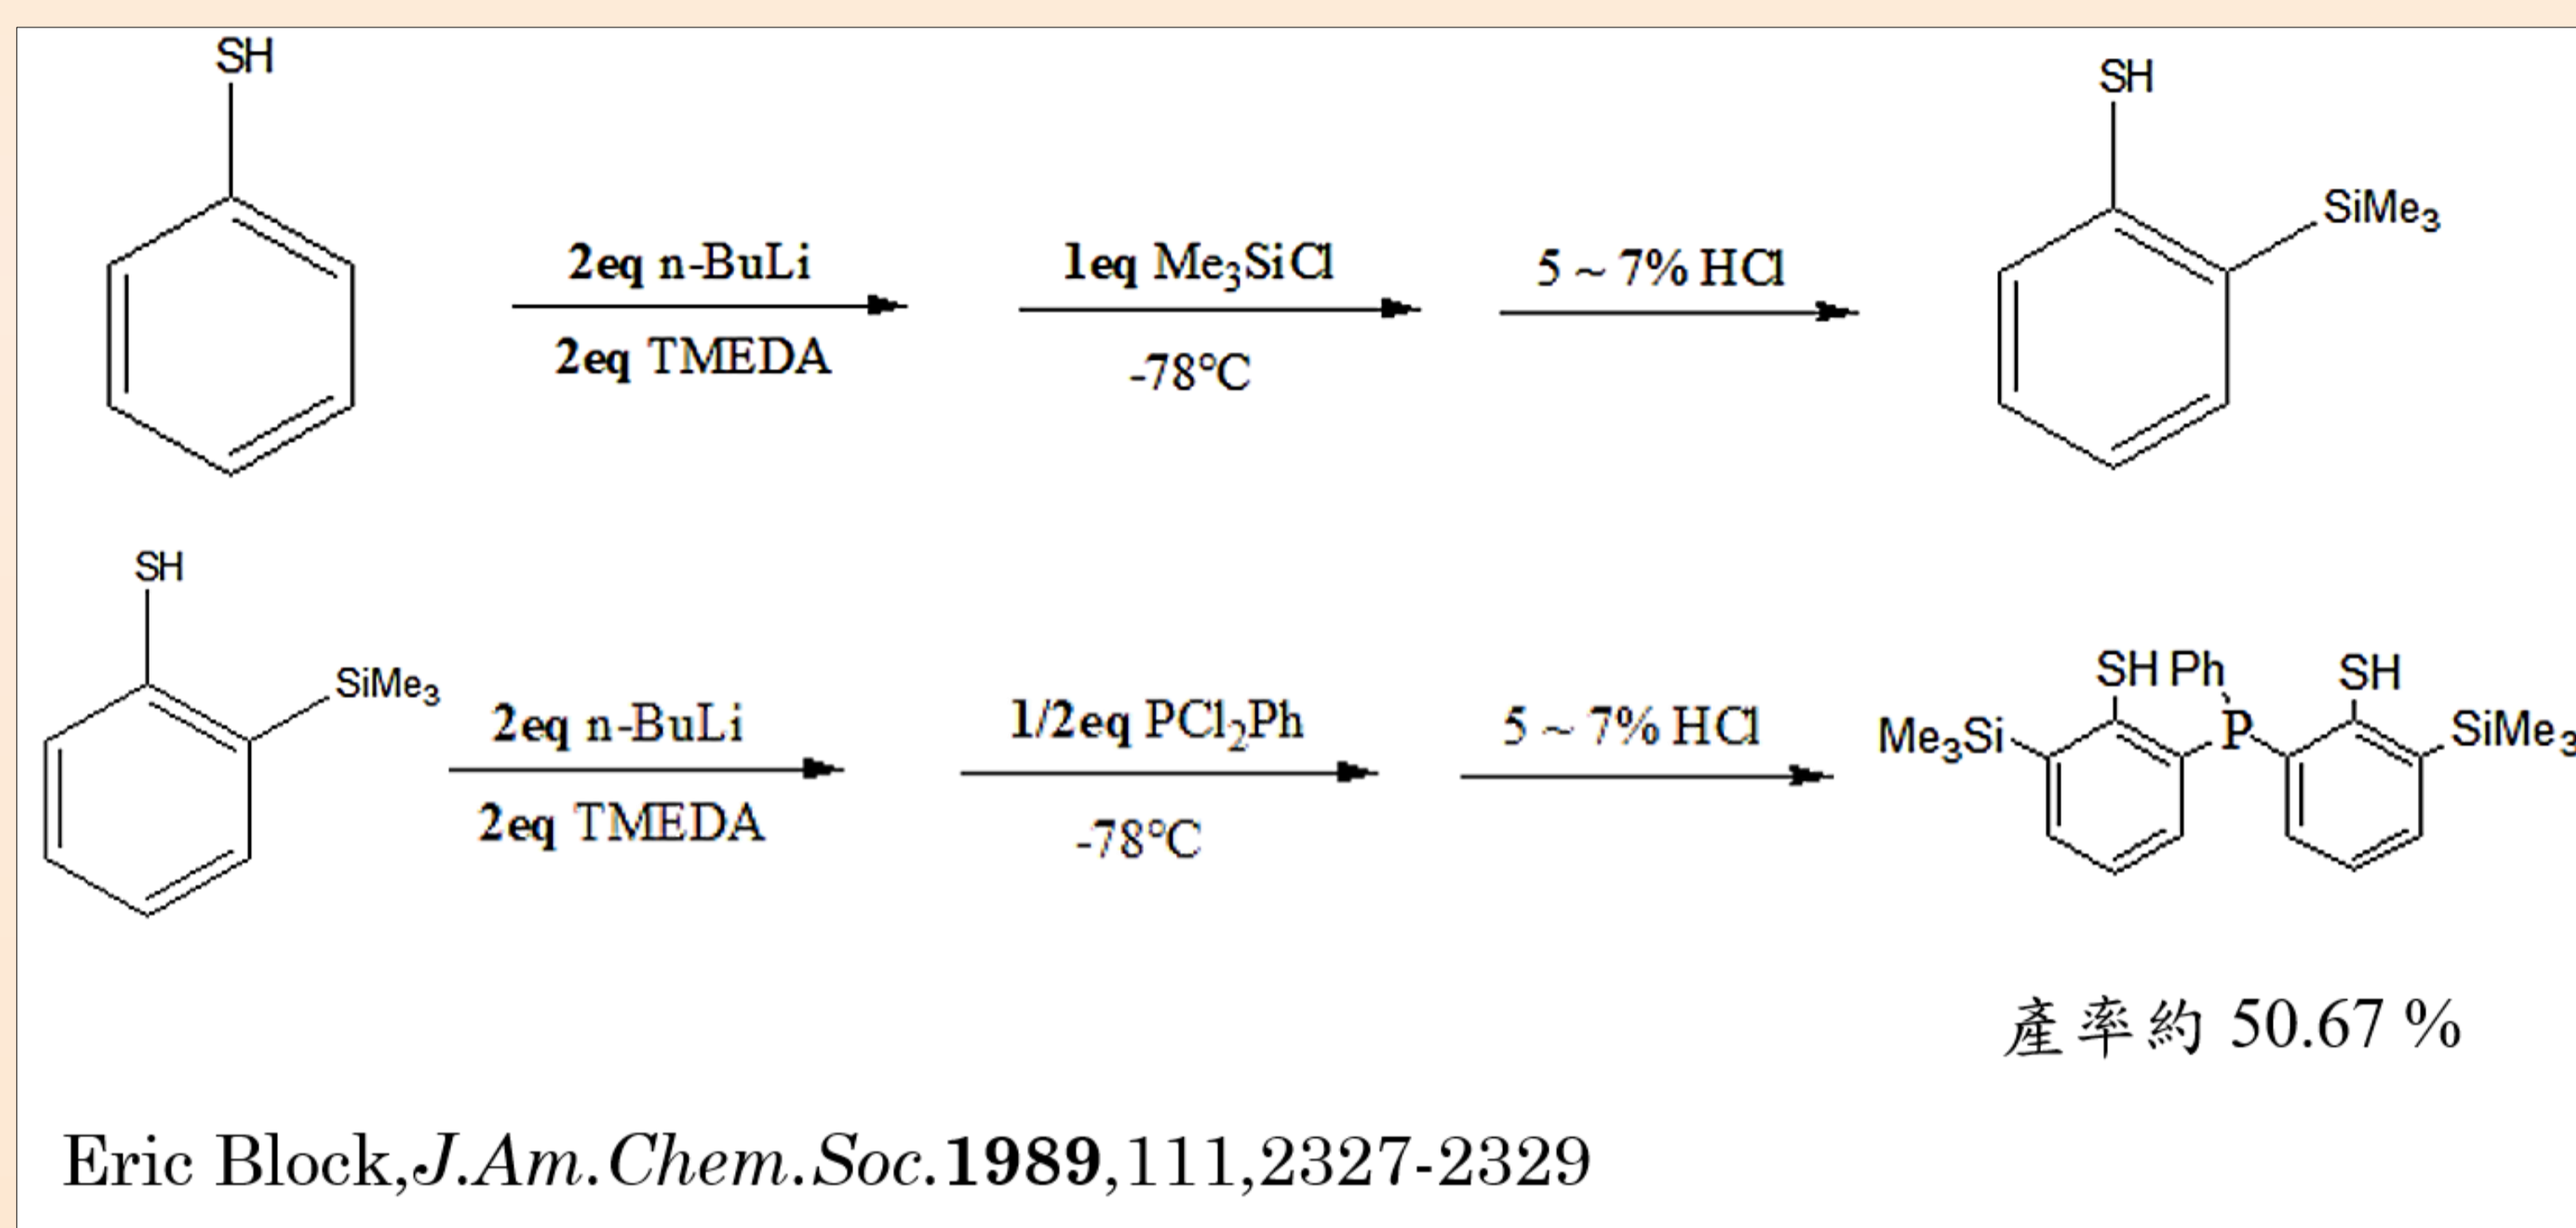 SH
SH
SiMe3
2eq n-BuLi
1eq Me3SiCl
5 ~ 7% HCl
2eq TMEDA
-78℃
SH
SiMe3
2eq n-BuLi
1/2eq PCl2Ph
5 ~ 7% HCl
SH Ph
SH
Me3Si
P
SiMe3
2eq TMEDA
-78℃
產率約 50.67 %
Eric Block,J.Am.Chem.Soc.1989,111,2327-2329